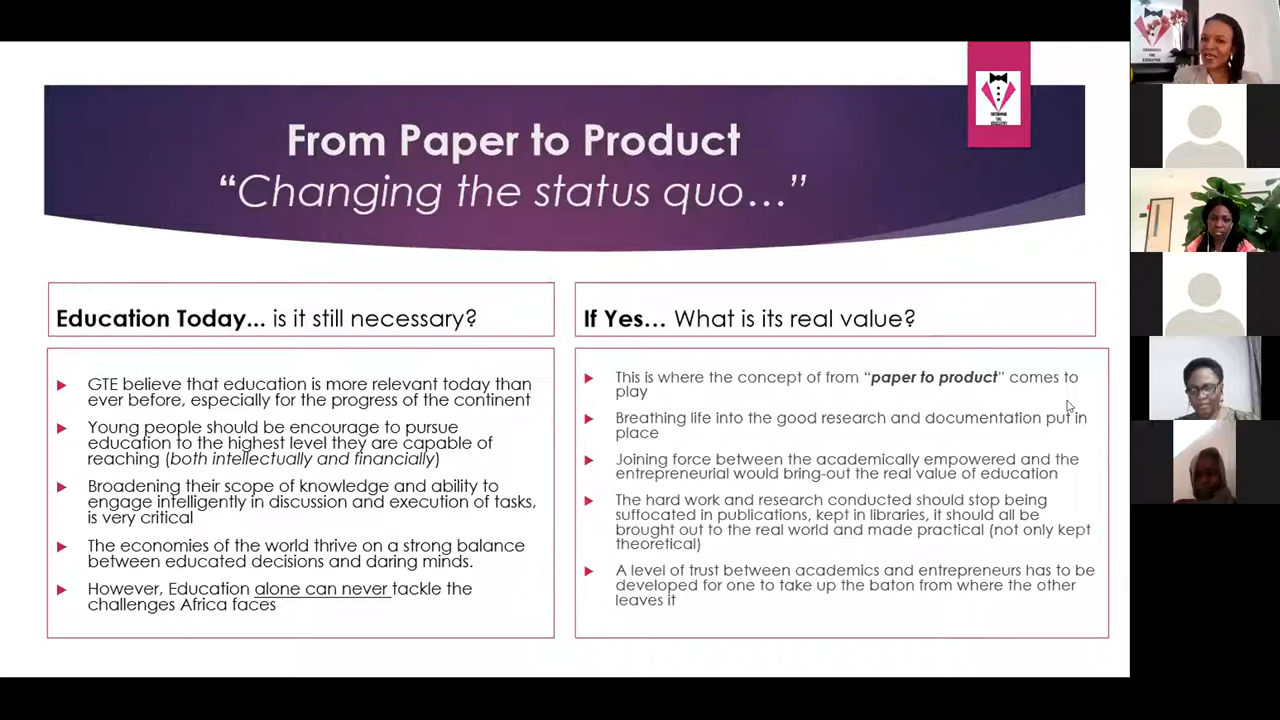 From Paper to Product
“Changing the status quo...”
Education Today... is it still necessary?
GTE believe that education is more relevant today than
ever before, especially for the progress of the continent
Young people should be encourage to pursue
education to the highest level they are capable of
reaching (both intellectually and financially)
Broadening their scope of knowledge and ability to
engage intelligently in discussion and execution of tasks,
is very critical
The economies of the world thrive on a strong balance
between educated decisions and daring minds.
However, Education alone can never tackle the
challenges Africa faces
If Yes... What is its real value?
This is where the concept of from “paper to product” comes to
play
Breathing life into the good research and documentation put in
place
Joining force between the academically empowered and the
entrepreneurial would bring-out the real value of education
The hard work and research conducted should stop being
suffocated in publications, kept in libraries, it should all be
brought out to the real world and made practical (not only kept
theoretical)
A level of trust between academics and entrepreneurs has to be
developed for one to take up the baton from where the other
leaves it